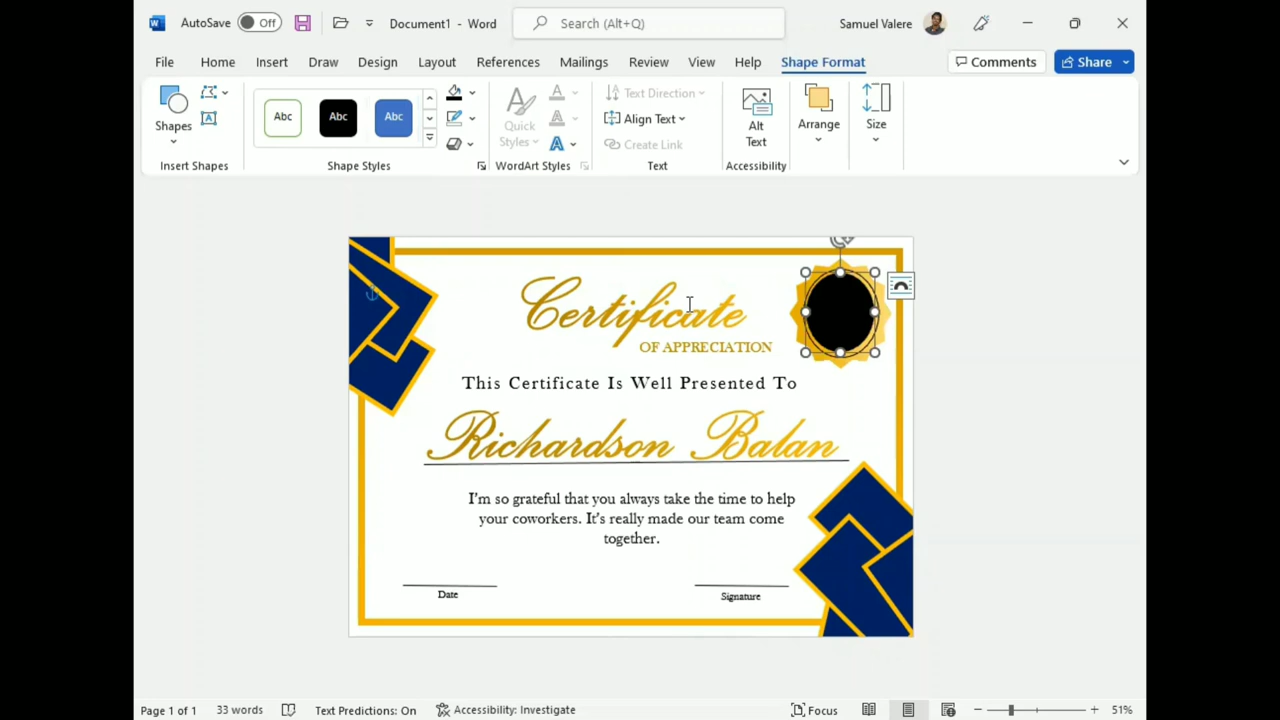 AutoSave Off Document1 - Word Search (Alt+Q) Samuel Valere
File Home Insert Draw Design Layout References Mailings Review View Help Shape Format Comments Share
Shapes
Insert Shapes
Abc Abc Abc
Shape Styles
Quick
Styles
WordArt Styles
Text Direction
Align Text
Create Link
Text
Alt
Text
Accessibility
Arrange
Size
Certificate
OF APPRECIATION
This Certificate Is Well Presented To
Richardson Balan
I'm so grateful that you always take the time to help
your coworkers. It's really made our team come
together.
Date
Signature
Page 1 of 1 33 words Text Predictions: On Accessibility: Investigate Focus 51%